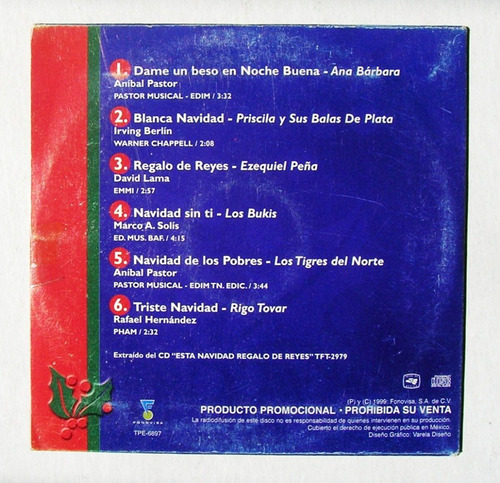 1. Dame un beso en Noche Buena - Ana Bárbara
Aníbal Pastor
PASTOR MUSICAL - EDIM / 3:32
2. Blanca Navidad - Priscila y Sus Balas De Plata
Irving Berlín
WARNER CHAPPELL / 2:08
3. Regalo de Reyes - Ezequiel Peña
David Lama
EMMI / 2:57
4. Navidad sin ti - Los Bukis
Marco A. Solís
ED. MUS. BAF. / 4:15
5. Navidad de los Pobres - Los Tigres del Norte
Aníbal Pastor
PASTOR MUSICAL - EDIM TN. EDIC. / 3:44
6. Triste Navidad - Rigo Tovar
Rafael Hernández
PHAM / 2:32
Extraído del CD "ESTA NAVIDAD REGALO DE REYES" TFT-2979
FONOVISA
TPE-6897
(P) y (C) 1999: Fonovisa, S.A. de C.V.
PRODUCTO PROMOCIONAL · PROHIBIDA SU VENTA
La radiodifusión de este disco no es responsabilidad de quienes intervienen en su producción.
Cubierto el derecho de ejecución pública en México.
Diseño Gráfico: Varela Diseño